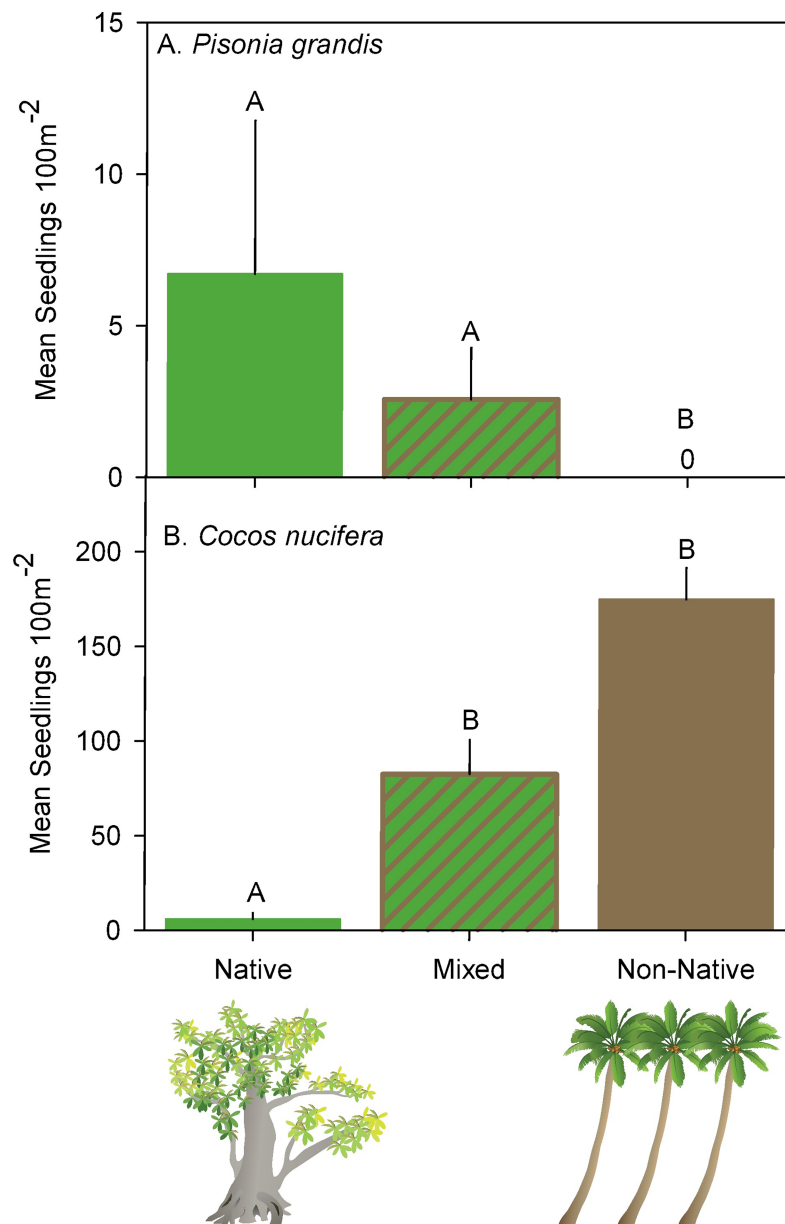 15
A. Pisonia grandis
A
10
Mean Seedlings 100m-2
5
A
B
0
0
B. Cocos nucifera
200
B
150
Mean Seedlings 100m-2
B
100
50
A
0
Native Mixed Non-Native